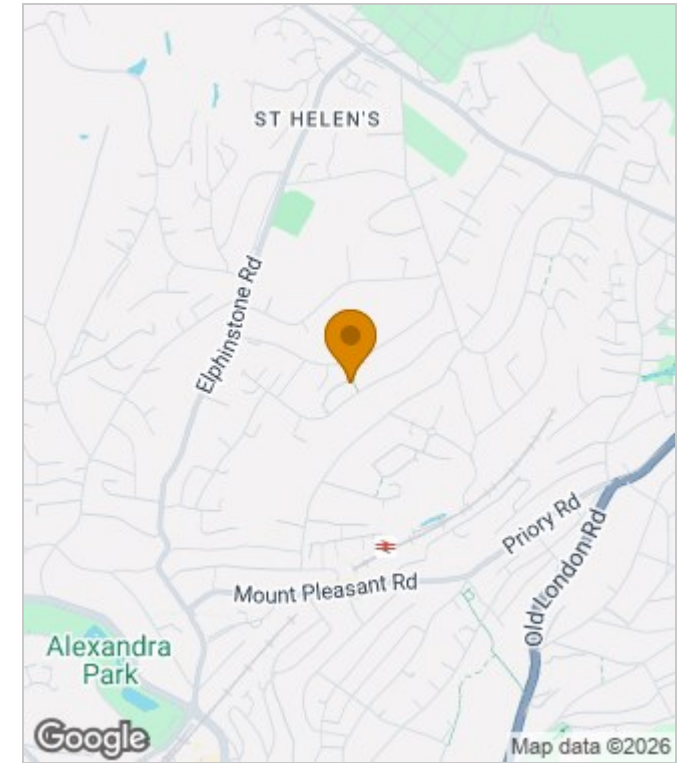 ST HELEN'S
Elphinstone Rd
Priory Rd
Old London Rd
Mount Pleasant Rd
Alexandra
Park
Google
Map data ©2026